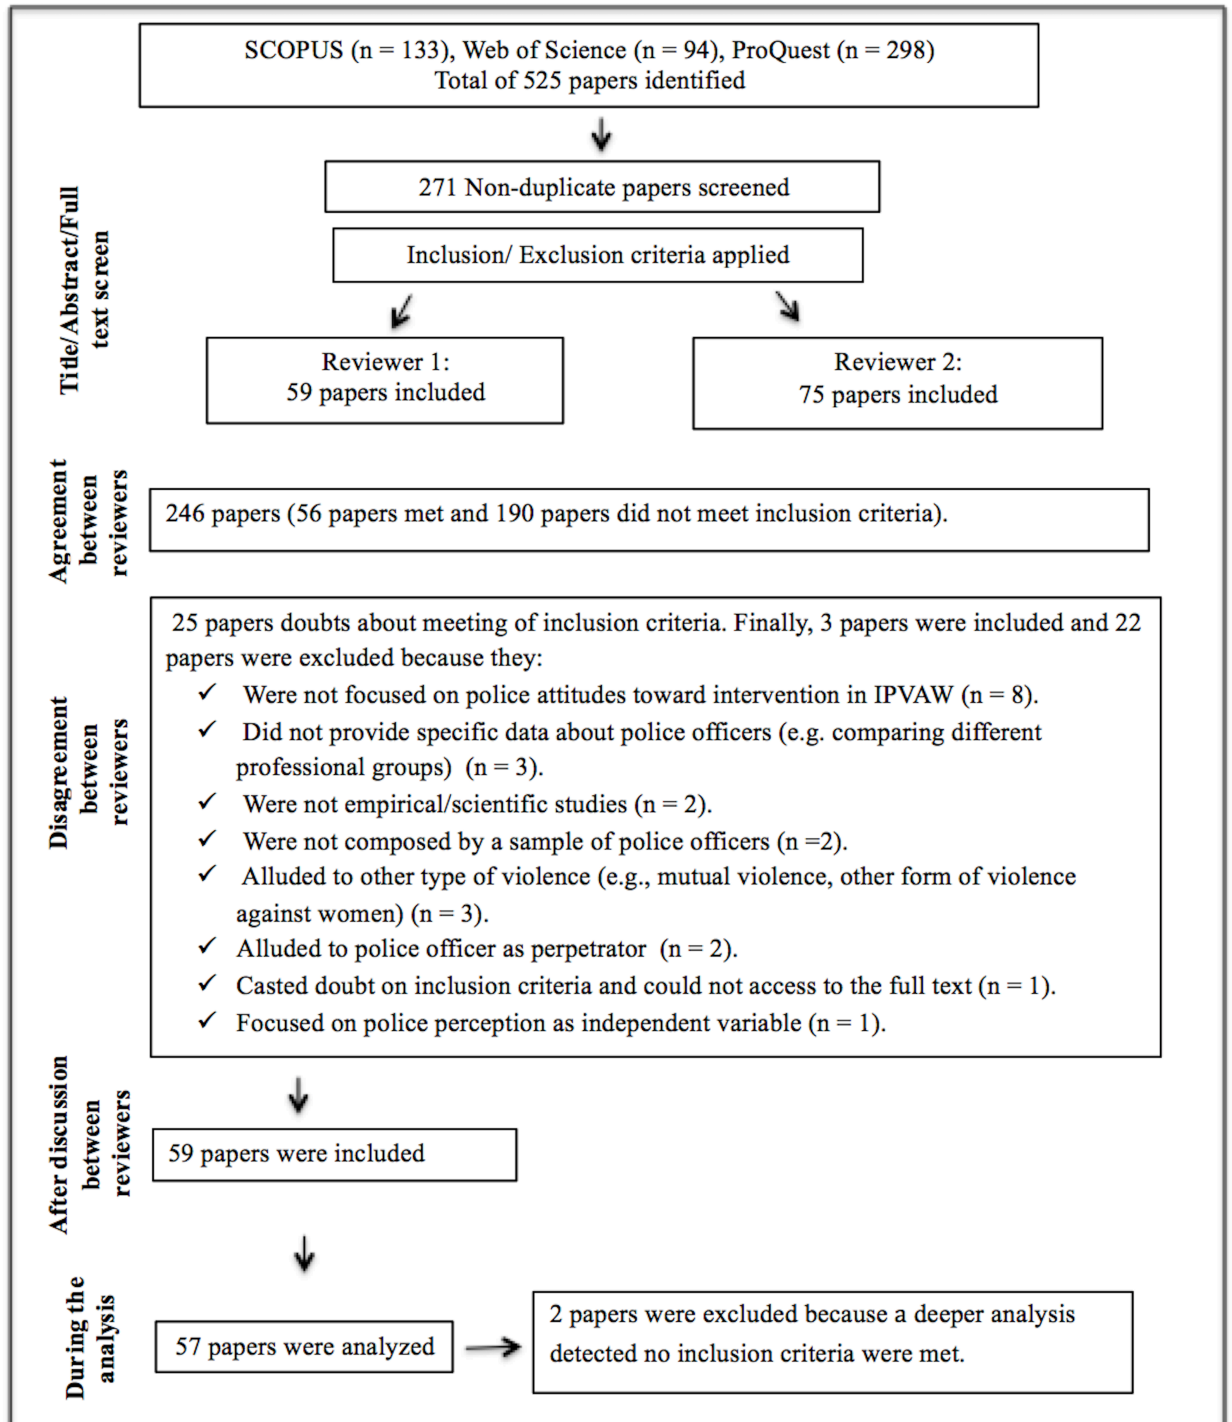 SCOPUS (n = 133), Web of Science (n = 94), ProQuest (n = 298)
Total of 525 papers identified
271 Non-duplicate papers screened
Inclusion/ Exclusion criteria applied
Title/Abstract/Full
text screen
Reviewer 1:
59 papers included
Reviewer 2:
75 papers included
Agreement
between
reviewers
246 papers (56 papers met and 190 papers did not meet inclusion criteria).
Disagreement
between
reviewers
25 papers doubts about meeting of inclusion criteria. Finally, 3 papers were included and 22
papers were excluded because they:
✓ Were not focused on police attitudes toward intervention in IPVAW (n = 8).
✓ Did not provide specific data about police officers (e.g. comparing different
professional groups) (n = 3).
✓ Were not empirical/scientific studies (n = 2).
✓ Were not composed by a sample of police officers (n =2).
✓ Alluded to other type of violence (e.g., mutual violence, other form of violence
against women) (n = 3).
✓ Alluded to police officer as perpetrator (n = 2).
✓ Casted doubt on inclusion criteria and could not access to the full text (n = 1).
✓ Focused on police perception as independent variable (n = 1).
After discussion
between
reviewers
59 papers were included
During the
analysis
57 papers were analyzed
2 papers were excluded because a deeper analysis
detected no inclusion criteria were met.